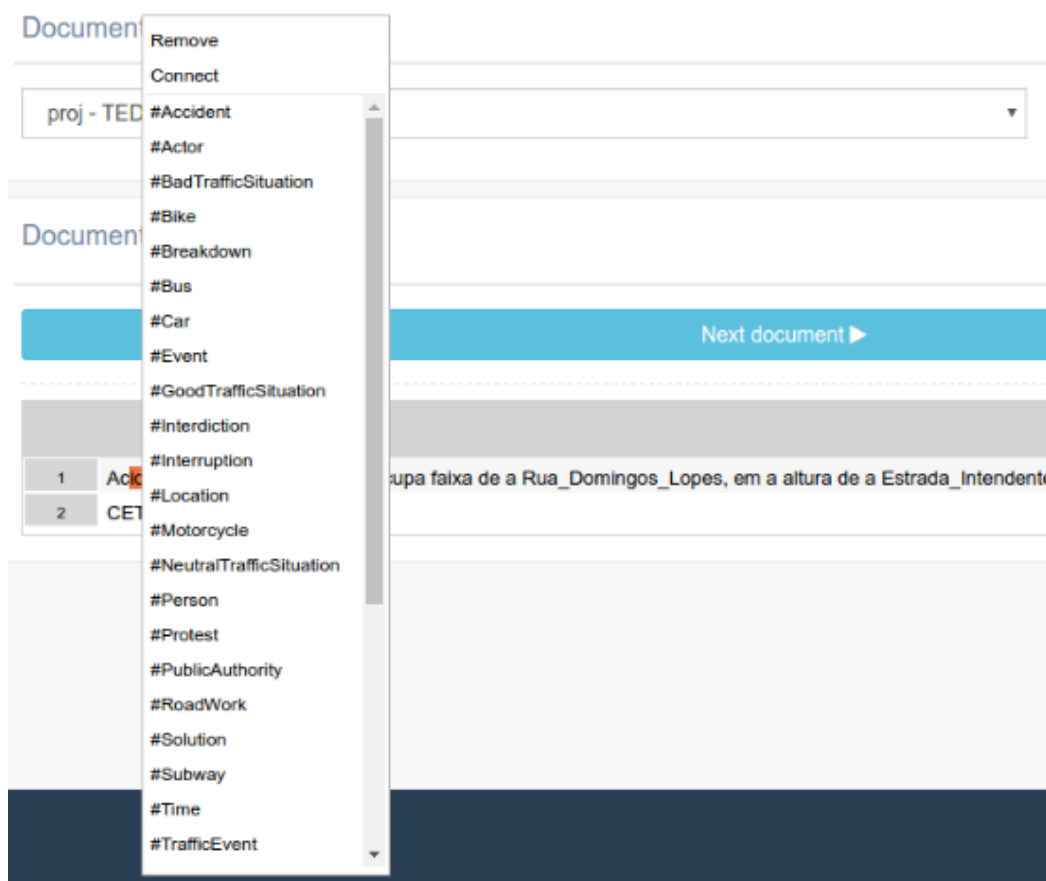 Document
Remove
Connect
proj - TED
▼
#Accident
#Actor
#BadTrafficSituation
#Bike
#Breakdown
#Bus
#Car
#Event
#GoodTrafficSituation
#Interdiction
#Interruption
#Location
#Motorcycle
#NeutralTrafficSituation
#Person
#Protest
#PublicAuthority
#RoadWork
#Solution
#Subway
#Time
#TrafficEvent
Document
Next document ▶
1 Acid cupa faixa de a Rua_Domingos_Lopes, em a altura de a Estrada_Intendente
2 CET